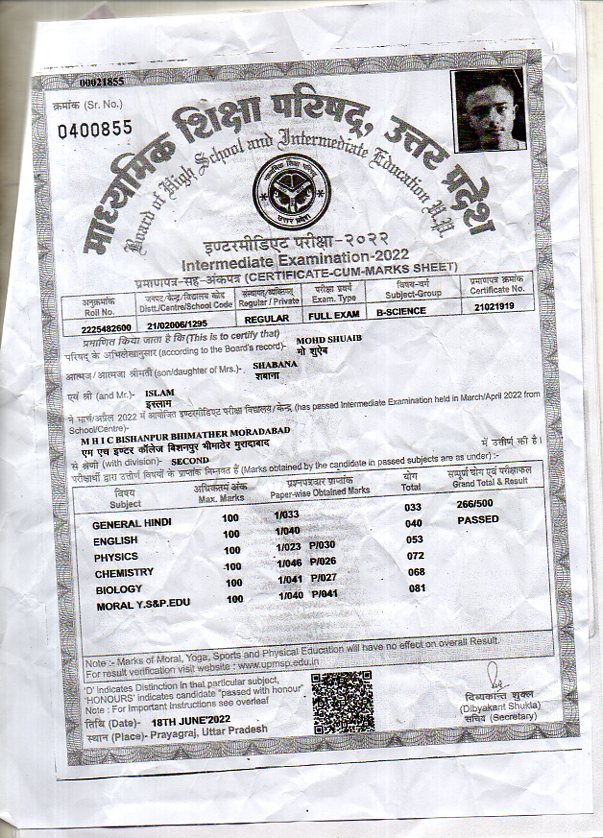 00021855
क्रमांक (Sr. No.)
0400855
माध्यमिक शिक्षा परिषद्, उत्तर प्रदेश
Board of High School and Intermediate Education U.P.
माध्यमिक शिक्षा परिषद्
उत्तर प्रदेश
इण्टरमीडिएट परीक्षा-२०२२
Intermediate Examination-2022
प्रमाणपत्र-सह-अंकपत्र (CERTIFICATE-CUM-MARKS SHEET)
अनुक्रमांक जनपद/केन्द्र/विद्यालय कोड संस्थागत/व्यक्तिगत परीक्षा प्रवर्ग विषय-वर्ग प्रमाणपत्र क्रमांक
Roll No. Distt./Centre/School Code Regular / Private Exam. Type Subject-Group Certificate No.
2225482600 21/02006/1295 REGULAR FULL EXAM B-SCIENCE 21021919
प्रमाणित किया जाता है कि (This is to certify that)
परिषद् के अभिलेखानुसार (according to the Board's record)- MOHD SHUAIB
मो शुऐब
आत्मज / आत्मजा श्रीमती (son/daughter of Mrs.)- SHABANA
शबाना
एवं श्री (and Mr.)- ISLAM
इस्लाम
ने मार्च/अप्रैल 2022 में आयोजित इण्टरमीडिएट परीक्षा विद्यालय/केन्द्र (has passed Intermediate Examination held in March/April 2022 from
School/Centre)-
M H I C BISHANPUR BHIMATHER MORADABAD
एम एच इण्टर कॉलेज बिशनपुर भीमाठेर मुरादाबाद
में उत्तीर्ण की है।
से श्रेणी (with division)- SECOND
परीक्षार्थी द्वारा उत्तीर्ण विषयों के प्राप्तांक निम्नवत हैं (Marks obtained by the candidate in passed subjects are as under) :-
विषय अधिकतम अंक प्रश्नपत्रवार प्राप्तांक योग सम्पूर्ण योग एवं परीक्षाफल
Subject Max. Marks Paper-wise Obtained Marks Total Grand Total & Result
GENERAL HINDI 100 1/033 033 266/500
ENGLISH 100 1/040 040 PASSED
PHYSICS 100 1/023 P/030 053
CHEMISTRY 100 1/046 P/026 072
BIOLOGY 100 1/041 P/027 068
MORAL Y.S&P.EDU 100 1/040 P/041 081
Note :- Marks of Moral, Yoga, Sports and Physical Education will have no effect on overall Result.
For result verification visit website : www.upmsp.edu.in
'D' Indicates Distinction in that particular subject,
'HONOURS' indicates candidate "passed with honour"
Note : For Important Instructions see overleaf
तिथि (Date)- 18TH JUNE'2022
स्थान (Place)- Prayagraj, Uttar Pradesh
दिव्यकान्त शुक्ल
(Dibyakant Shukla)
सचिव (Secretary)